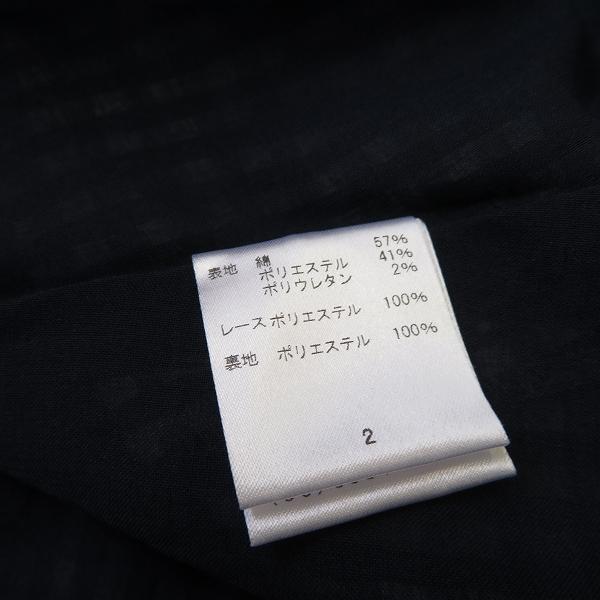 表地 綿 57%
ポリエステル 41%
ポリウレタン 2%
レース ポリエステル 100%
裏地 ポリエステル 100%
2